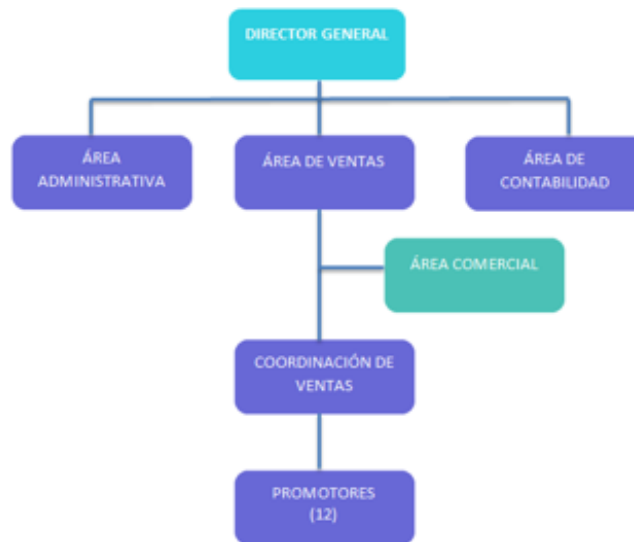 DIRECTOR GENERAL
ÁREA
ADMINISTRATIVA
ÁREA DE VENTAS
ÁREA DE
CONTABILIDAD
ÁREA COMERCIAL
COORDINACIÓN DE
VENTAS
PROMOTORES
(12)